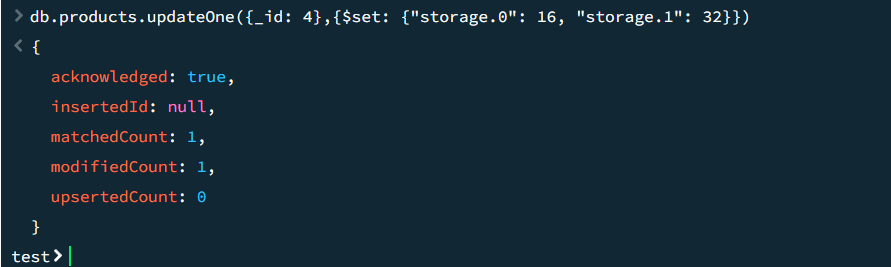 > db.products.updateOne({_id: 4},{$set: {"storage.0": 16, "storage.1": 32}})
< {
acknowledged: true,
insertedId: null,
matchedCount: 1,
modifiedCount: 1,
upsertedCount: 0
}
test>